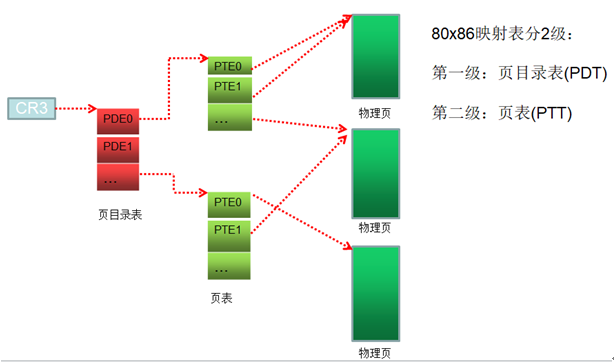 80x86映射表分2级：
第一级：页目录表(PDT)
第二级：页表(PTT)
CR3
PDE0
PDE1
...
页目录表
PTE0
PTE1
...
PTE0
PTE1
...
页表
物理页
物理页
物理页